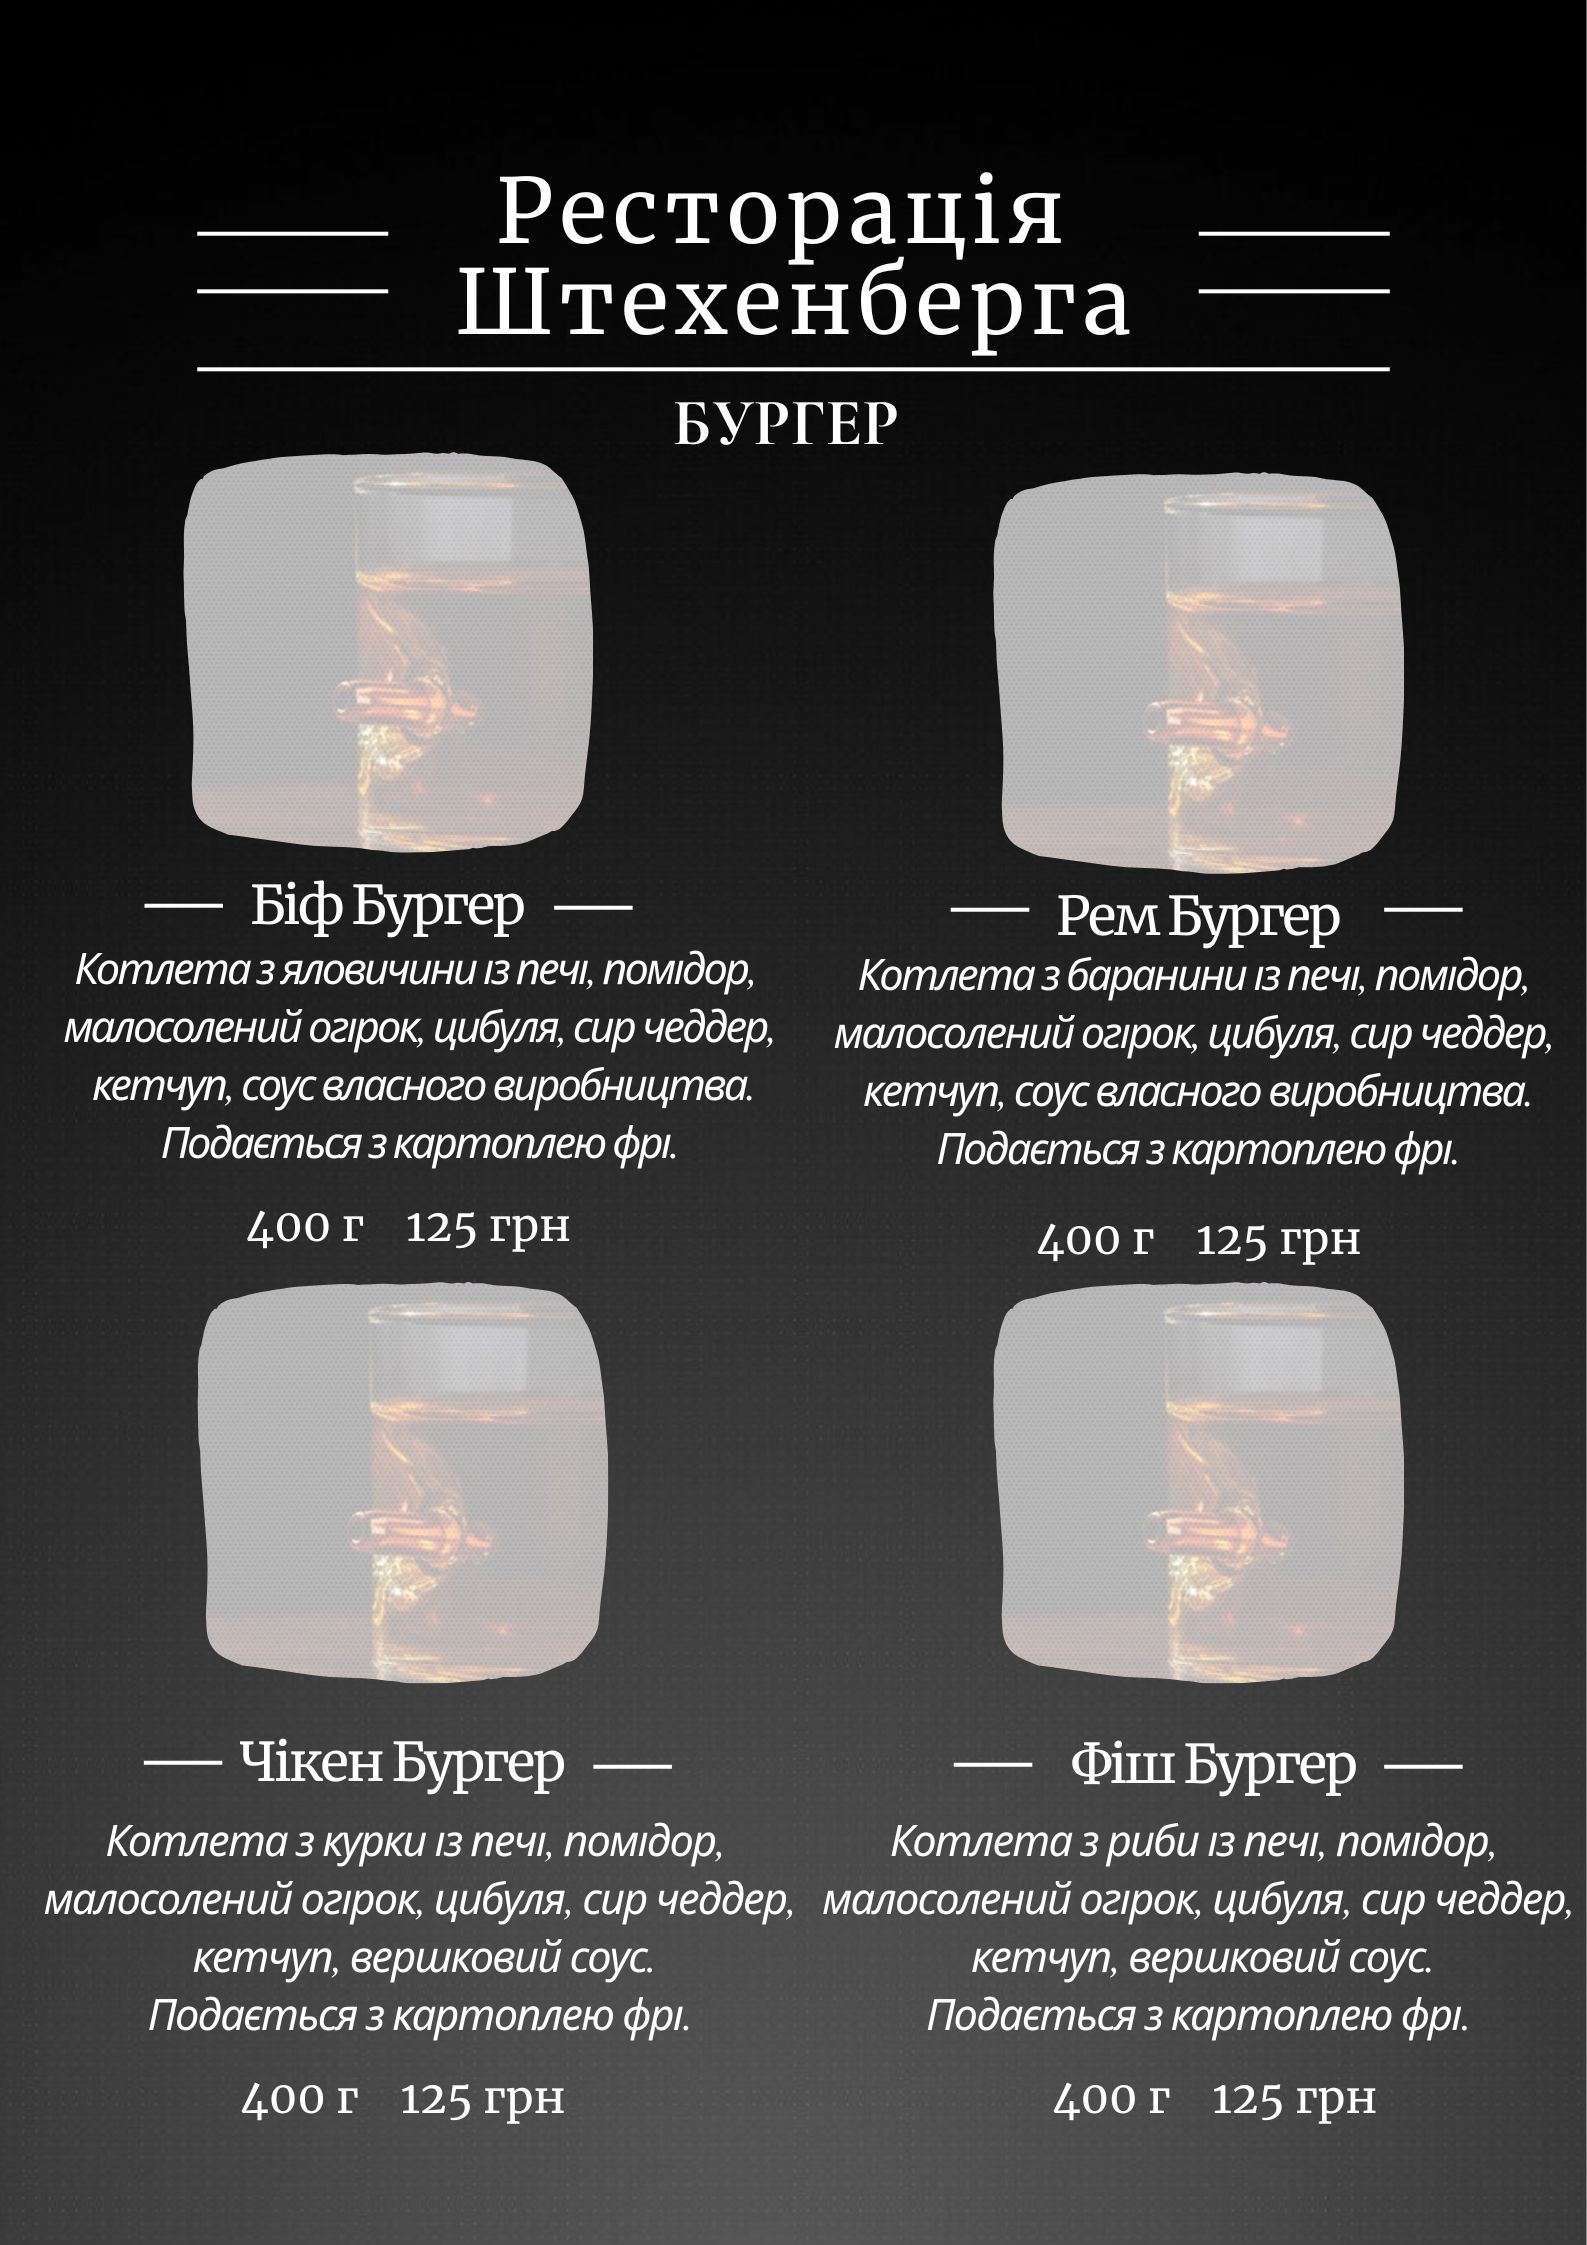 Ресторація
Штехенберга
БУРГЕР
Біф Бургер
Котлета з яловичини із печі, помідор,
малосолений огірок, цибуля, сир чеддер,
кетчуп, соус власного виробництва.
Подається з картоплею фрі.
400 г 125 грн
Рем Бургер
Котлета з баранини із печі, помідор,
малосолений огірок, цибуля, сир чеддер,
кетчуп, соус власного виробництва.
Подається з картоплею фрі.
400 г 125 грн
Чікен Бургер
Котлета з курки із печі, помідор,
малосолений огірок, цибуля, сир чеддер,
кетчуп, вершковий соус.
Подається з картоплею фрі.
400 г 125 грн
Фіш Бургер
Котлета з риби із печі, помідор,
малосолений огірок, цибуля, сир чеддер,
кетчуп, вершковий соус.
Подається з картоплею фрі.
400 г 125 грн